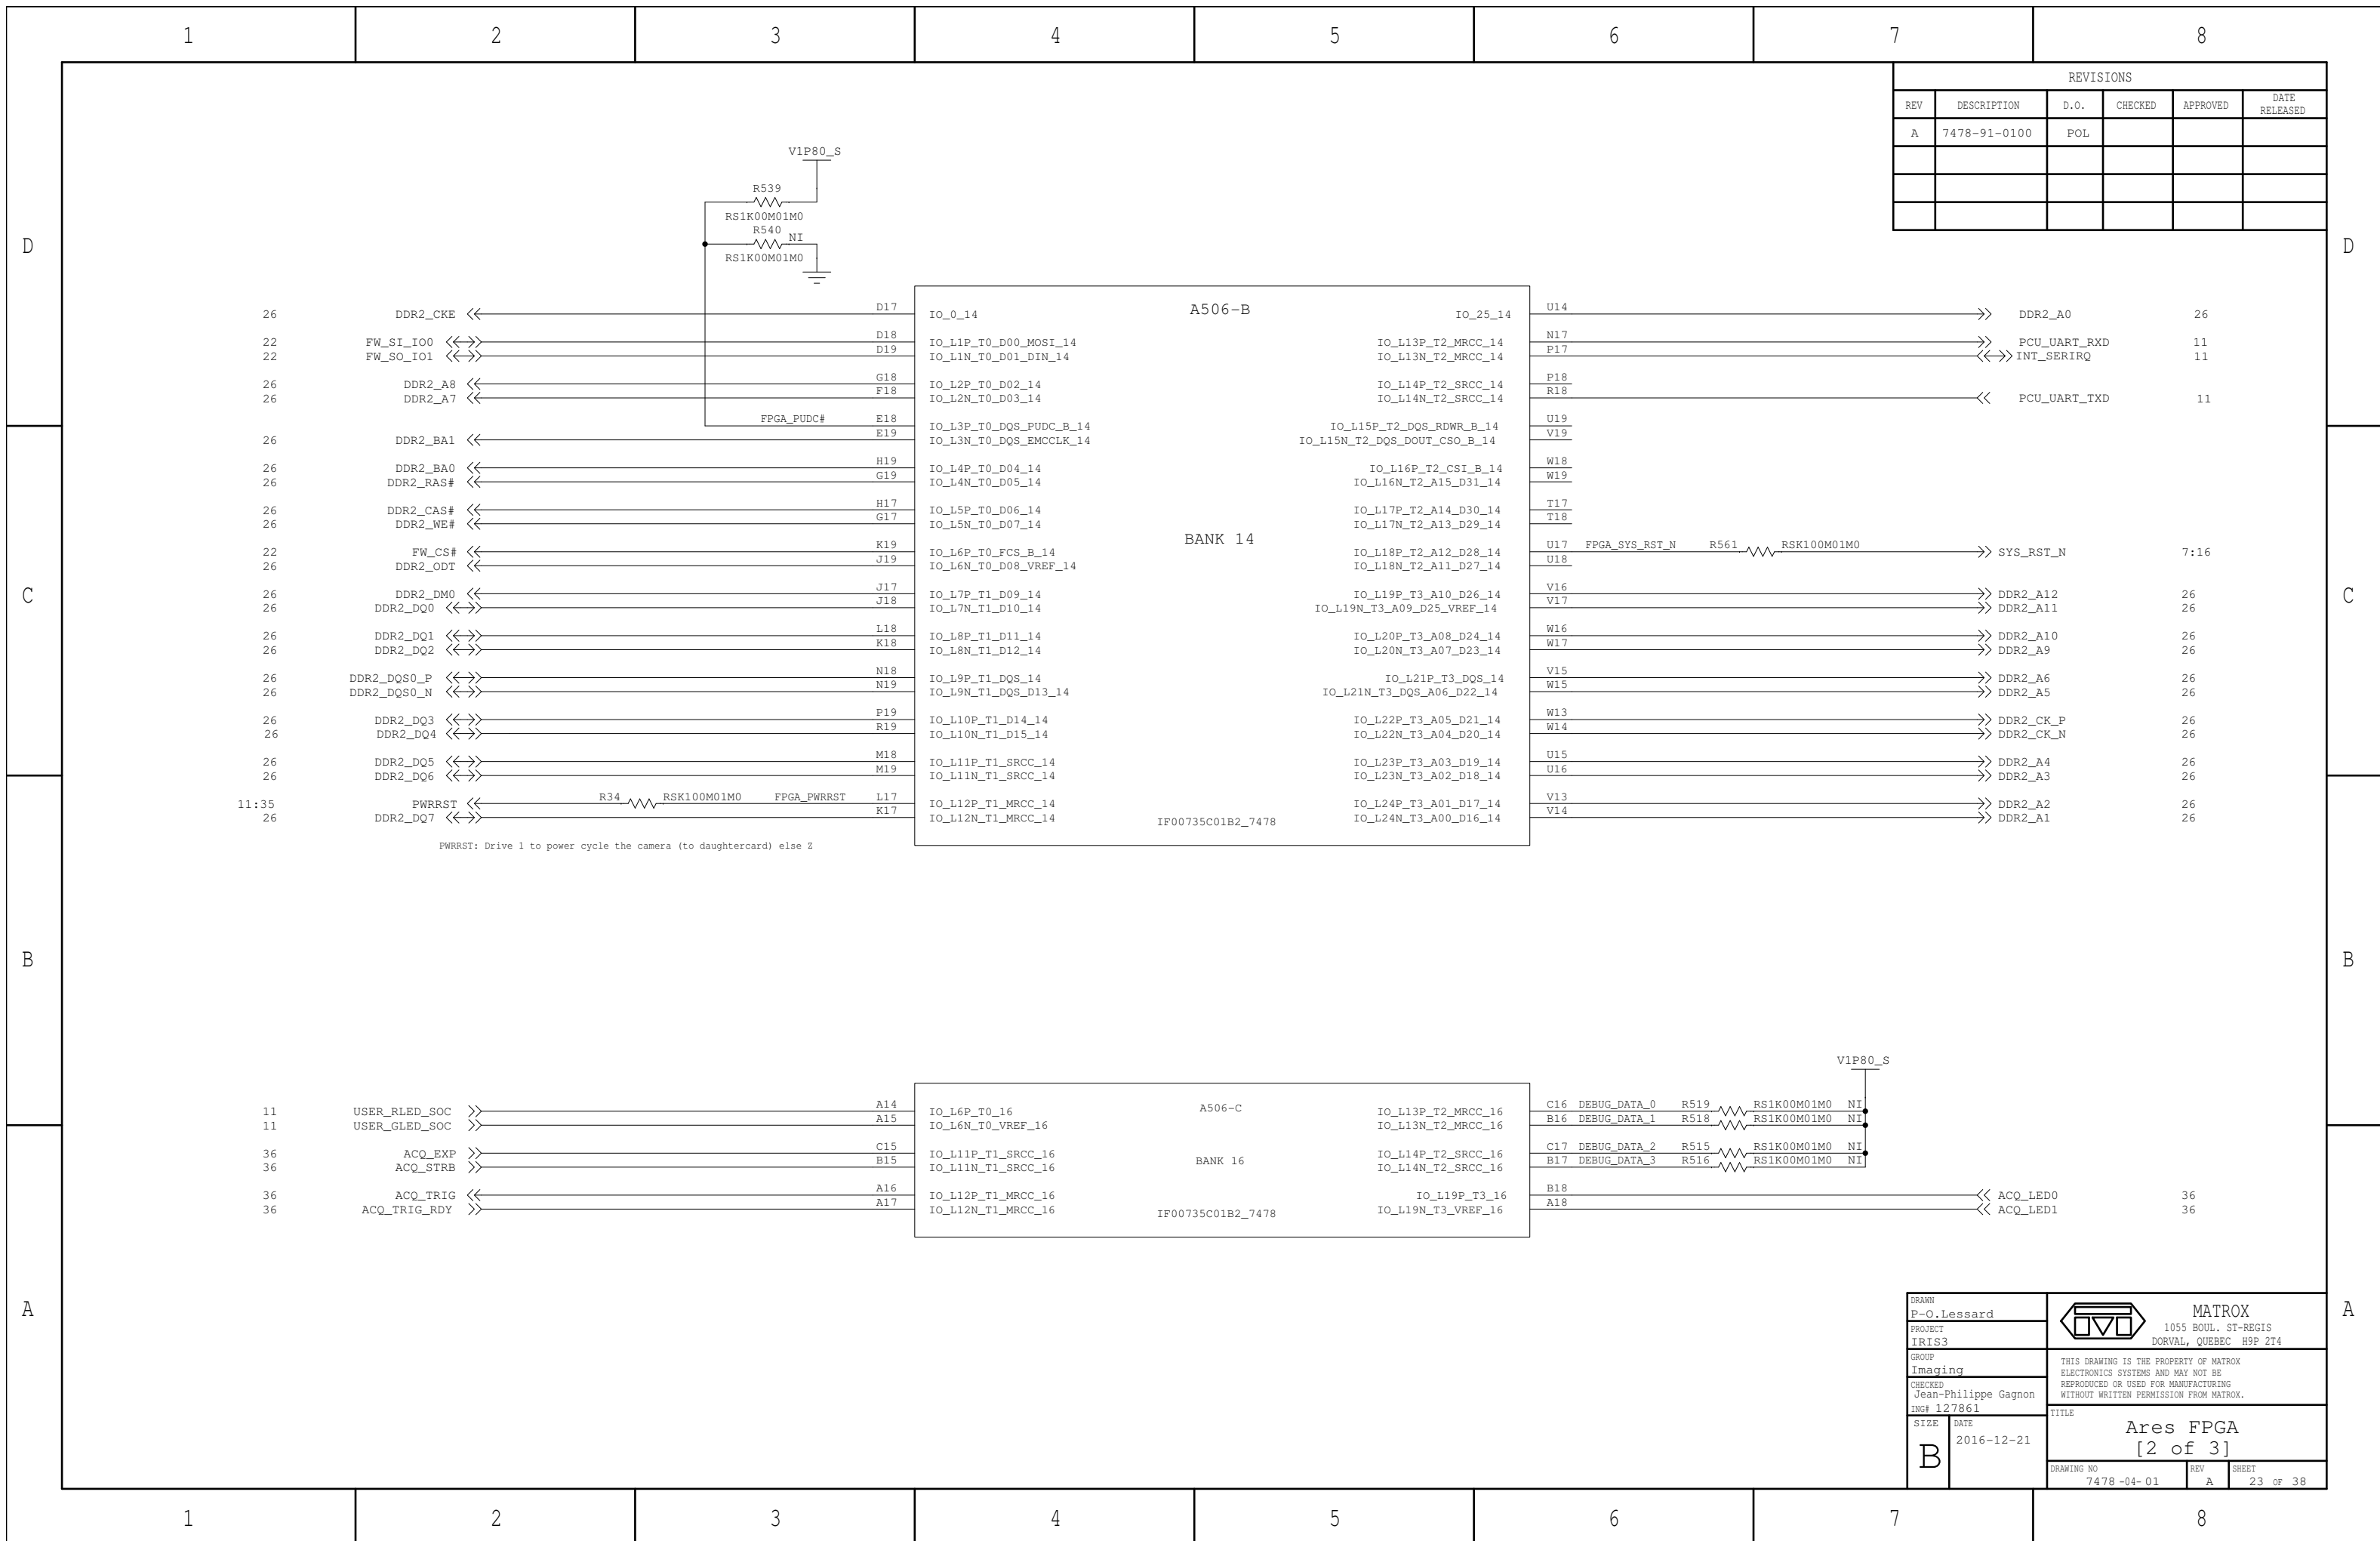 1 2 3 4 5 6 7 8
REVISIONS
REV DESCRIPTION D.O. CHECKED APPROVED DATE RELEASED
A 7478-91-0100 POL
D D
C C
B B
A A
V1P80_S
R539
RS1K00M01M0
R540 NI
RS1K00M01M0
A506-B
BANK 14
IF00735C01B2_7478
26 DDR2_CKE D17 IO_0_14
22 FW_SI_IO0 D18 IO_L1P_T0_D00_MOSI_14
22 FW_SO_IO1 D19 IO_L1N_T0_D01_DIN_14
26 DDR2_A8 G18 IO_L2P_T0_D02_14
26 DDR2_A7 F18 IO_L2N_T0_D03_14
FPGA_PUDC# E18 IO_L3P_T0_DQS_PUDC_B_14
26 DDR2_BA1 E19 IO_L3N_T0_DQS_EMCCLK_14
26 DDR2_BA0 H19 IO_L4P_T0_D04_14
26 DDR2_RAS# G19 IO_L4N_T0_D05_14
26 DDR2_CAS# H17 IO_L5P_T0_D06_14
26 DDR2_WE# G17 IO_L5N_T0_D07_14
22 FW_CS# K19 IO_L6P_T0_FCS_B_14
26 DDR2_ODT J19 IO_L6N_T0_D08_VREF_14
26 DDR2_DM0 J17 IO_L7P_T1_D09_14
26 DDR2_DQ0 J18 IO_L7N_T1_D10_14
26 DDR2_DQ1 L18 IO_L8P_T1_D11_14
26 DDR2_DQ2 K18 IO_L8N_T1_D12_14
26 DDR2_DQS0_P N18 IO_L9P_T1_DQS_14
26 DDR2_DQS0_N N19 IO_L9N_T1_DQS_D13_14
26 DDR2_DQ3 P19 IO_L10P_T1_D14_14
26 DDR2_DQ4 R19 IO_L10N_T1_D15_14
26 DDR2_DQ5 M18 IO_L11P_T1_SRCC_14
26 DDR2_DQ6 M19 IO_L11N_T1_SRCC_14
11:35 PWRRST R34 RSK100M01M0 FPGA_PWRRST L17 IO_L12P_T1_MRCC_14
26 DDR2_DQ7 K17 IO_L12N_T1_MRCC_14
PWRRST: Drive 1 to power cycle the camera (to daughtercard) else Z
IO_25_14 U14 DDR2_A0 26
IO_L13P_T2_MRCC_14 N17 PCU_UART_RXD 11
IO_L13N_T2_MRCC_14 P17 INT_SERIRQ 11
IO_L14P_T2_SRCC_14 P18
IO_L14N_T2_SRCC_14 R18 PCU_UART_TXD 11
IO_L15P_T2_DQS_RDWR_B_14 U19
IO_L15N_T2_DQS_DOUT_CSO_B_14 V19
IO_L16P_T2_CSI_B_14 W18
IO_L16N_T2_A15_D31_14 W19
IO_L17P_T2_A14_D30_14 T17
IO_L17N_T2_A13_D29_14 T18
IO_L18P_T2_A12_D28_14 U17 FPGA_SYS_RST_N R561 RSK100M01M0 SYS_RST_N 7:16
IO_L18N_T2_A11_D27_14 U18
IO_L19P_T3_A10_D26_14 V16 DDR2_A12 26
IO_L19N_T3_A09_D25_VREF_14 V17 DDR2_A11 26
IO_L20P_T3_A08_D24_14 W16 DDR2_A10 26
IO_L20N_T3_A07_D23_14 W17 DDR2_A9 26
IO_L21P_T3_DQS_14 V15 DDR2_A6 26
IO_L21N_T3_DQS_A06_D22_14 W15 DDR2_A5 26
IO_L22P_T3_A05_D21_14 W13 DDR2_CK_P 26
IO_L22N_T3_A04_D20_14 W14 DDR2_CK_N 26
IO_L23P_T3_A03_D19_14 U15 DDR2_A4 26
IO_L23N_T3_A02_D18_14 U16 DDR2_A3 26
IO_L24P_T3_A01_D17_14 V13 DDR2_A2 26
IO_L24N_T3_A00_D16_14 V14 DDR2_A1 26
V1P80_S
A506-C
BANK 16
IF00735C01B2_7478
11 USER_RLED_SOC A14 IO_L6P_T0_16
11 USER_GLED_SOC A15 IO_L6N_T0_VREF_16
36 ACQ_EXP C15 IO_L11P_T1_SRCC_16
36 ACQ_STRB B15 IO_L11N_T1_SRCC_16
36 ACQ_TRIG A16 IO_L12P_T1_MRCC_16
36 ACQ_TRIG_RDY A17 IO_L12N_T1_MRCC_16
IO_L13P_T2_MRCC_16 C16 DEBUG_DATA_0 R519 RS1K00M01M0 NI
IO_L13N_T2_MRCC_16 B16 DEBUG_DATA_1 R518 RS1K00M01M0 NI
IO_L14P_T2_SRCC_16 C17 DEBUG_DATA_2 R515 RS1K00M01M0 NI
IO_L14N_T2_SRCC_16 B17 DEBUG_DATA_3 R516 RS1K00M01M0 NI
IO_L19P_T3_16 B18 ACQ_LED0 36
IO_L19N_T3_VREF_16 A18 ACQ_LED1 36
DRAWN
P-O.Lessard
PROJECT
IRIS3
GROUP
Imaging
CHECKED
Jean-Philippe Gagnon
ING# 127861
SIZE
B
DATE
2016-12-21
MATROX
1055 BOUL. ST-REGIS
DORVAL, QUEBEC H9P 2T4
THIS DRAWING IS THE PROPERTY OF MATROX
ELECTRONICS SYSTEMS AND MAY NOT BE
REPRODUCED OR USED FOR MANUFACTURING
WITHOUT WRITTEN PERMISSION FROM MATROX.
TITLE
Ares FPGA
[2 of 3]
DRAWING NO
7478 -04- 01
REV
A
SHEET
23 OF 38
1 2 3 4 5 6 7 8